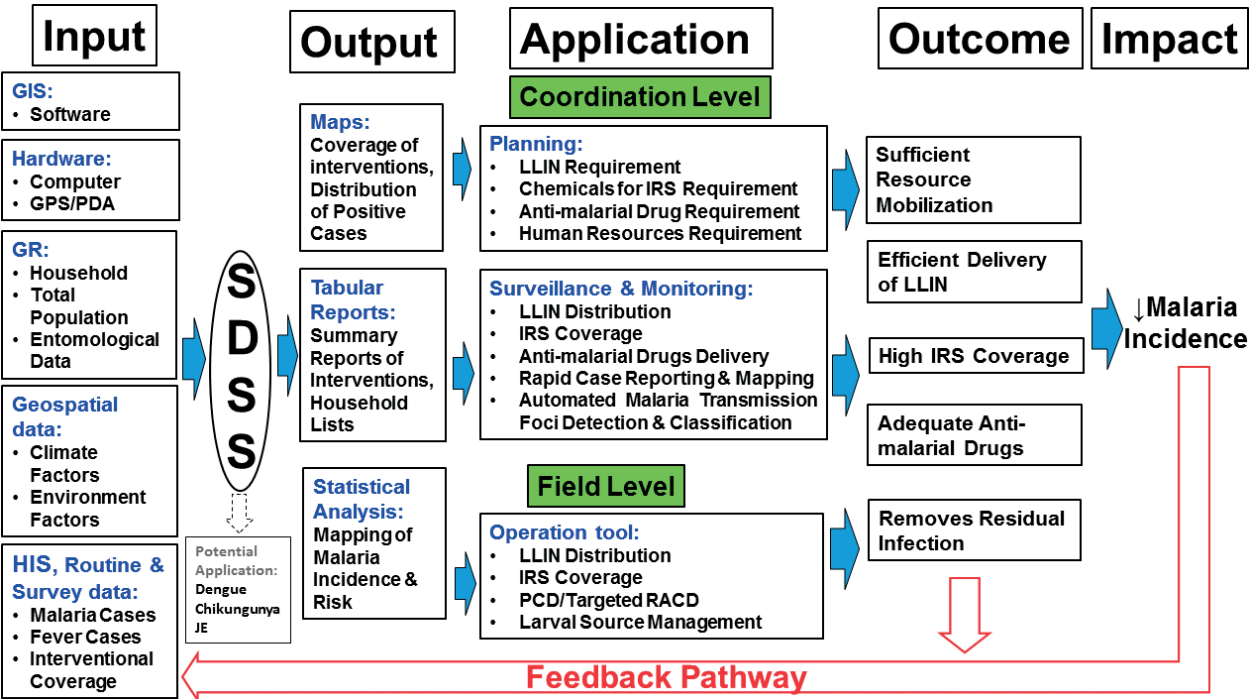 Input
GIS:
• Software
Hardware:
• Computer
• GPS/PDA
GR:
• Household
• Total
Population
• Entomological
Data
Geospatial
data:
• Climate
Factors
• Environment
Factors
HIS, Routine &
Survey data:
• Malaria Cases
• Fever Cases
• Interventional
Coverage
S
D
S
S
Potential
Application:
Dengue
Chikungunya
JE
Output
Maps:
Coverage of
interventions,
Distribution
of Positive
Cases
Tabular
Reports:
Summary
Reports of
Interventions,
Household
Lists
Statistical
Analysis:
Mapping of
Malaria
Incidence &
Risk
Application
Coordination Level
Planning:
• LLIN Requirement
• Chemicals for IRS Requirement
• Anti-malarial Drug Requirement
• Human Resources Requirement
Surveillance & Monitoring:
• LLIN Distribution
• IRS Coverage
• Anti-malarial Drugs Delivery
• Rapid Case Reporting & Mapping
• Automated Malaria Transmission
Foci Detection & Classification
Field Level
Operation tool:
• LLIN Distribution
• IRS Coverage
• PCD/Targeted RACD
• Larval Source Management
Outcome
Sufficient
Resource
Mobilization
Efficient Delivery
of LLIN
High IRS Coverage
Adequate Anti-
malarial Drugs
Removes Residual
Infection
Impact
↓Malaria
Incidence
Feedback Pathway